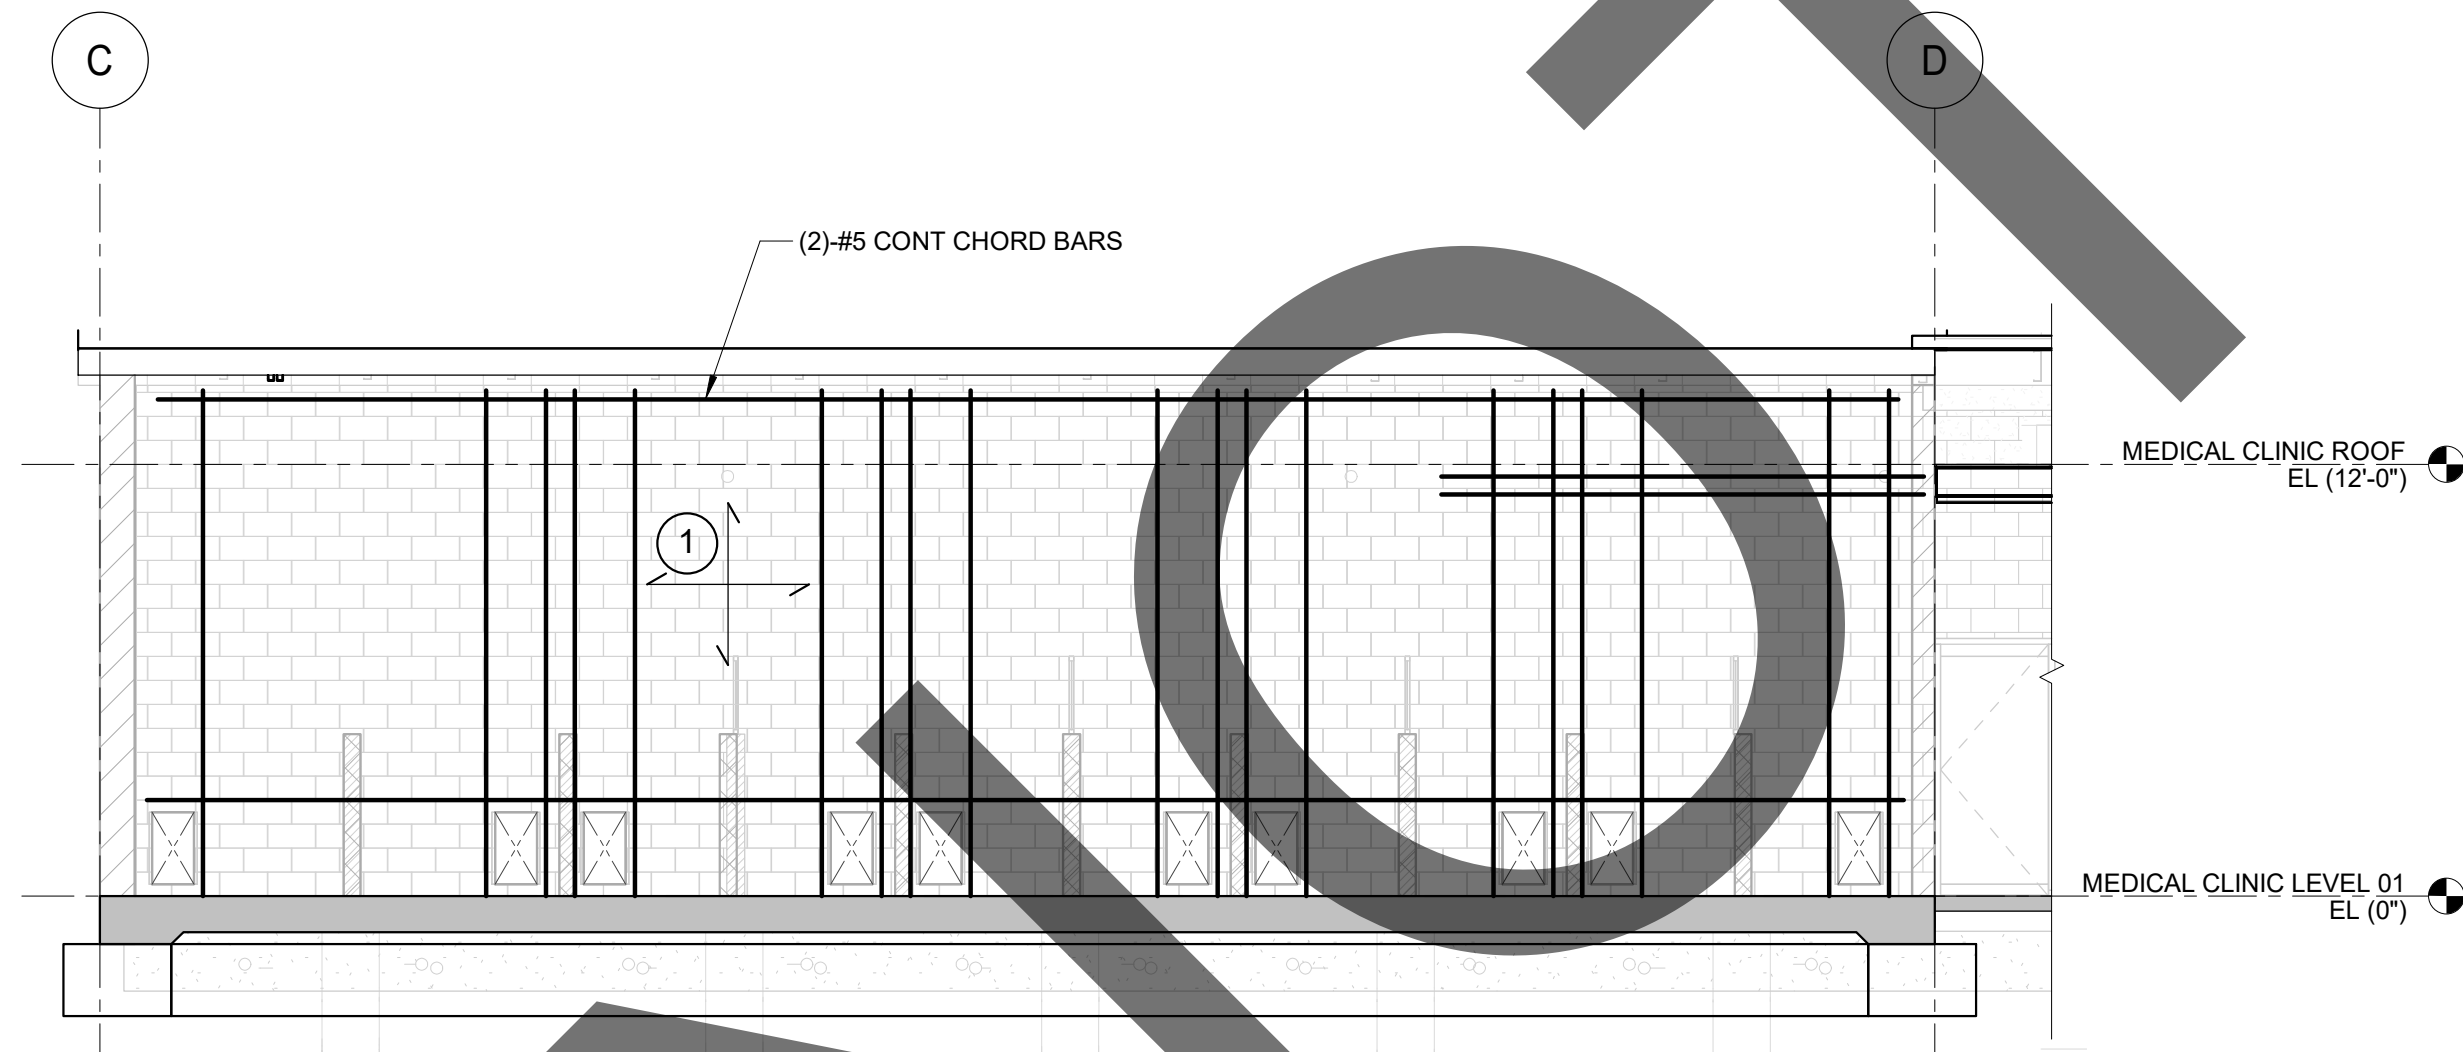 C
D
(2)-#5 CONT CHORD BARS
MEDICAL CLINIC ROOF
EL (12'-0")
1
MEDICAL CLINIC LEVEL 01
EL (0")